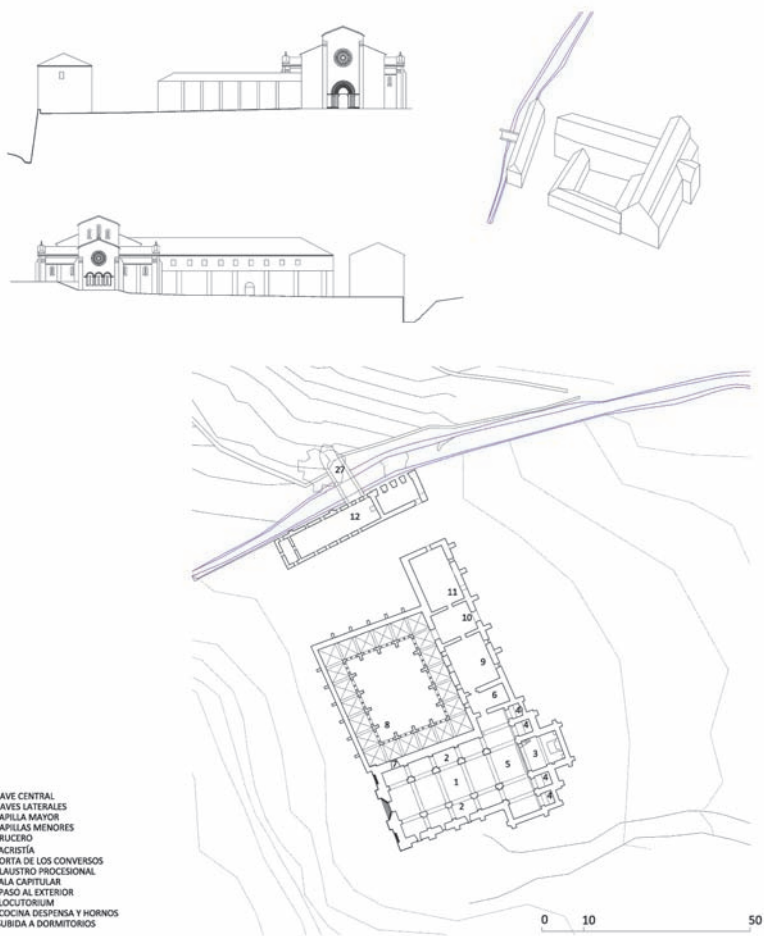 27
12
11
10
9
6
8
4
4
7
2
3
5
1
4
2
4
AVE CENTRAL
AVES LATERALES
APILLA MAYOR
APILLAS MENORES
RUCERO
ACRISTÍA
ORTA DE LOS CONVERSOS
LAUSTRO PROCESIONAL
ALA CAPITULAR
PASO AL EXTERIOR
LOCUTORIUM
COCINA DESPENSA Y HORNOS
SUBIDA A DORMITORIOS
0 10 50